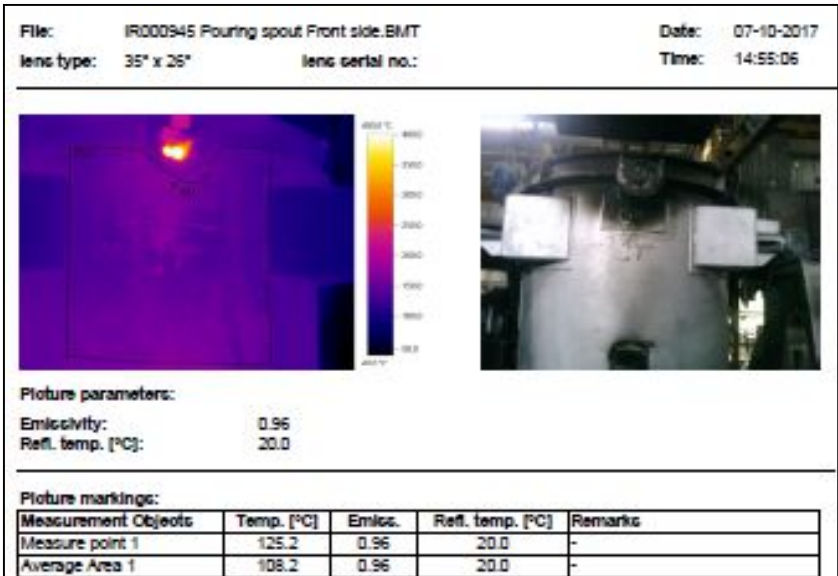 File: IR000945 Pouring spout Front side.BMT Date: 07-10-2017
lens type: 35° x 26° lens serial no.: Time: 14:55:06
Picture parameters:
Emissivity: 0.96
Refl. temp. [°C]: 20.0
Picture markings:
Measurement Objects Temp. [°C] Emiss. Refl. temp. [°C] Remarks
Measure point 1 125.2 0.96 20.0 -
Average Area 1 108.2 0.96 20.0 -